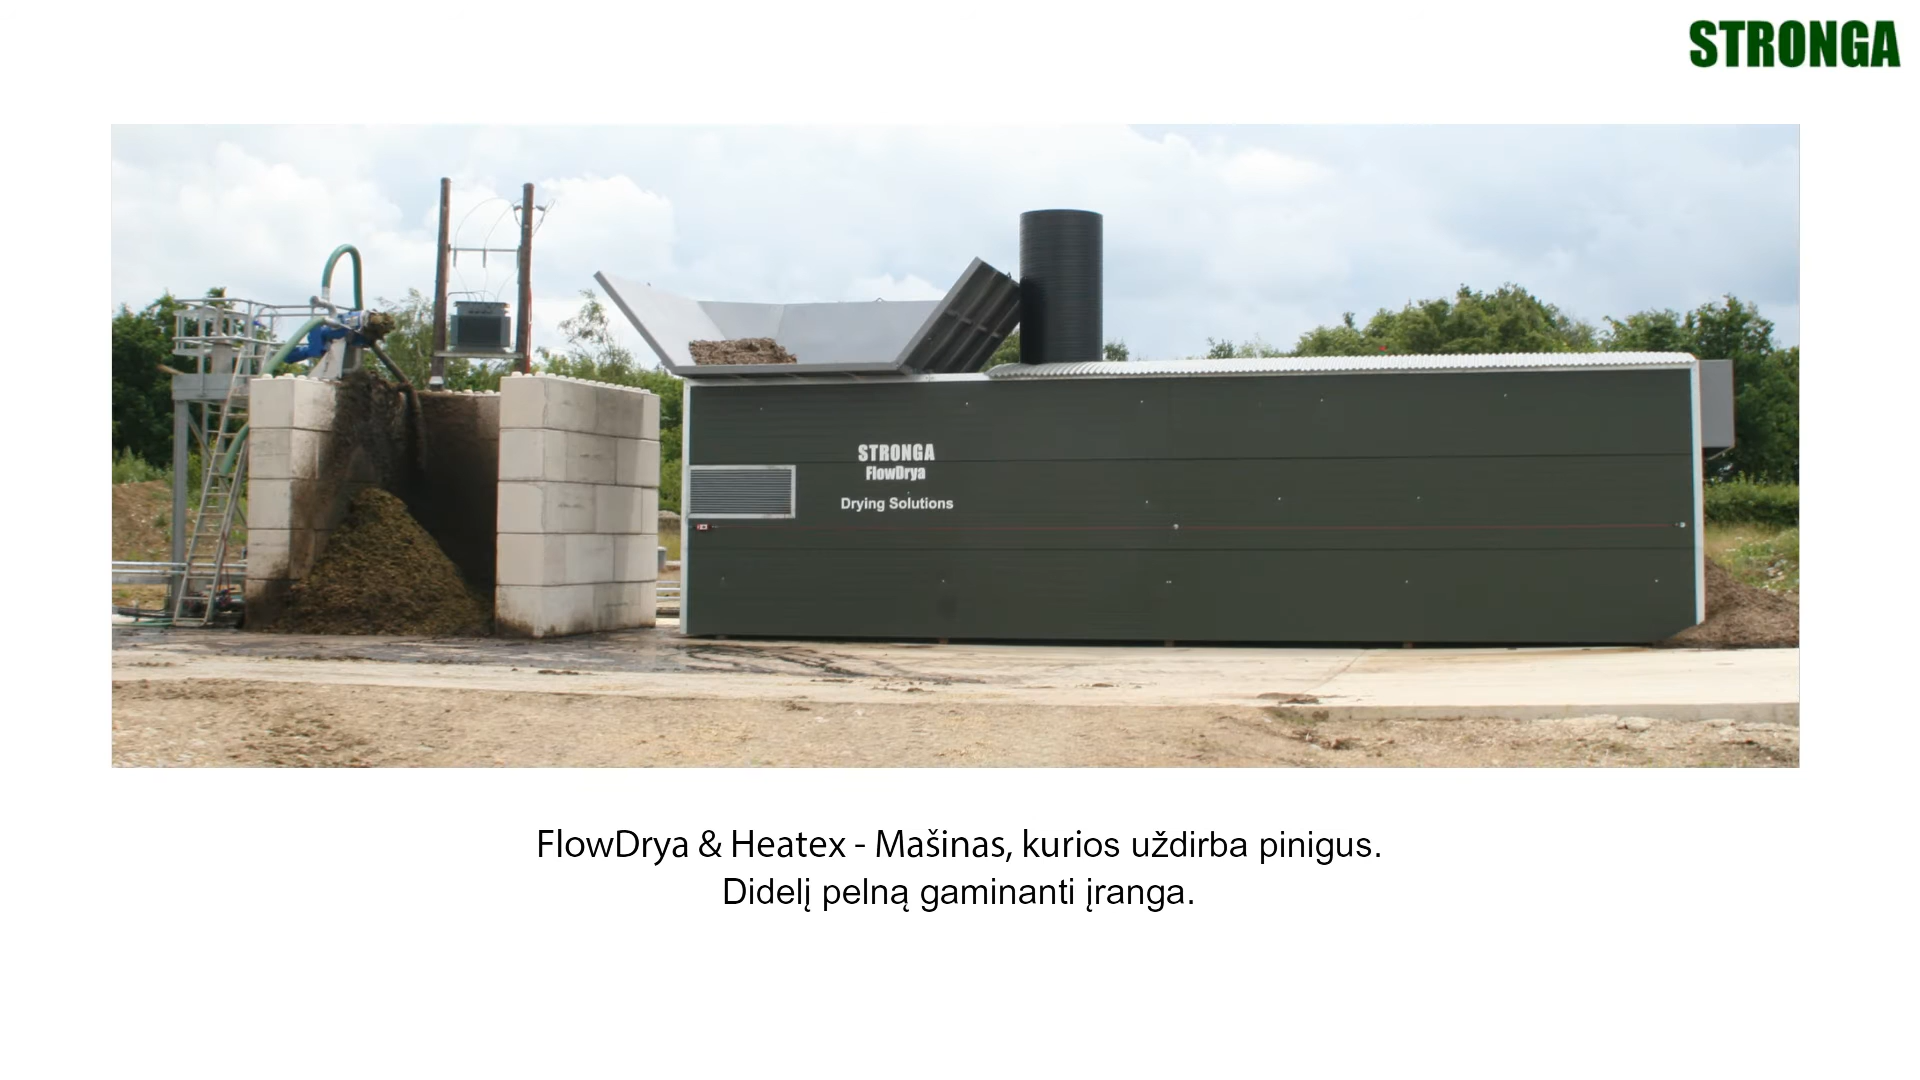 STRONGA
STRONGA
FlowDrya
Drying Solutions
FlowDrya & Heatex - Mašinas, kurios uždirba pinigus.
Didelį pelną gaminanti įranga.